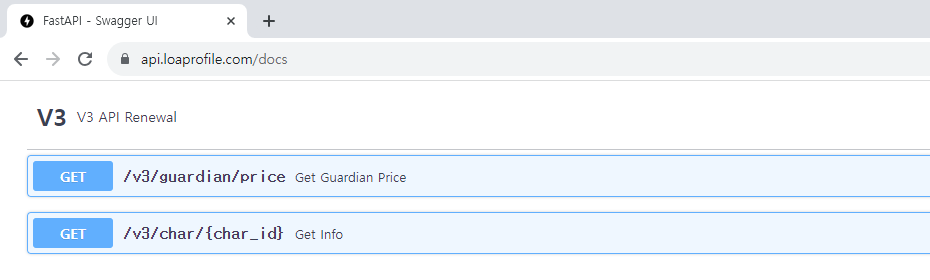 FastAPI - Swagger UI
api.loaprofile.com/docs
V3 V3 API Renewal
GET /v3/guardian/price Get Guardian Price
GET /v3/char/{char_id} Get Info